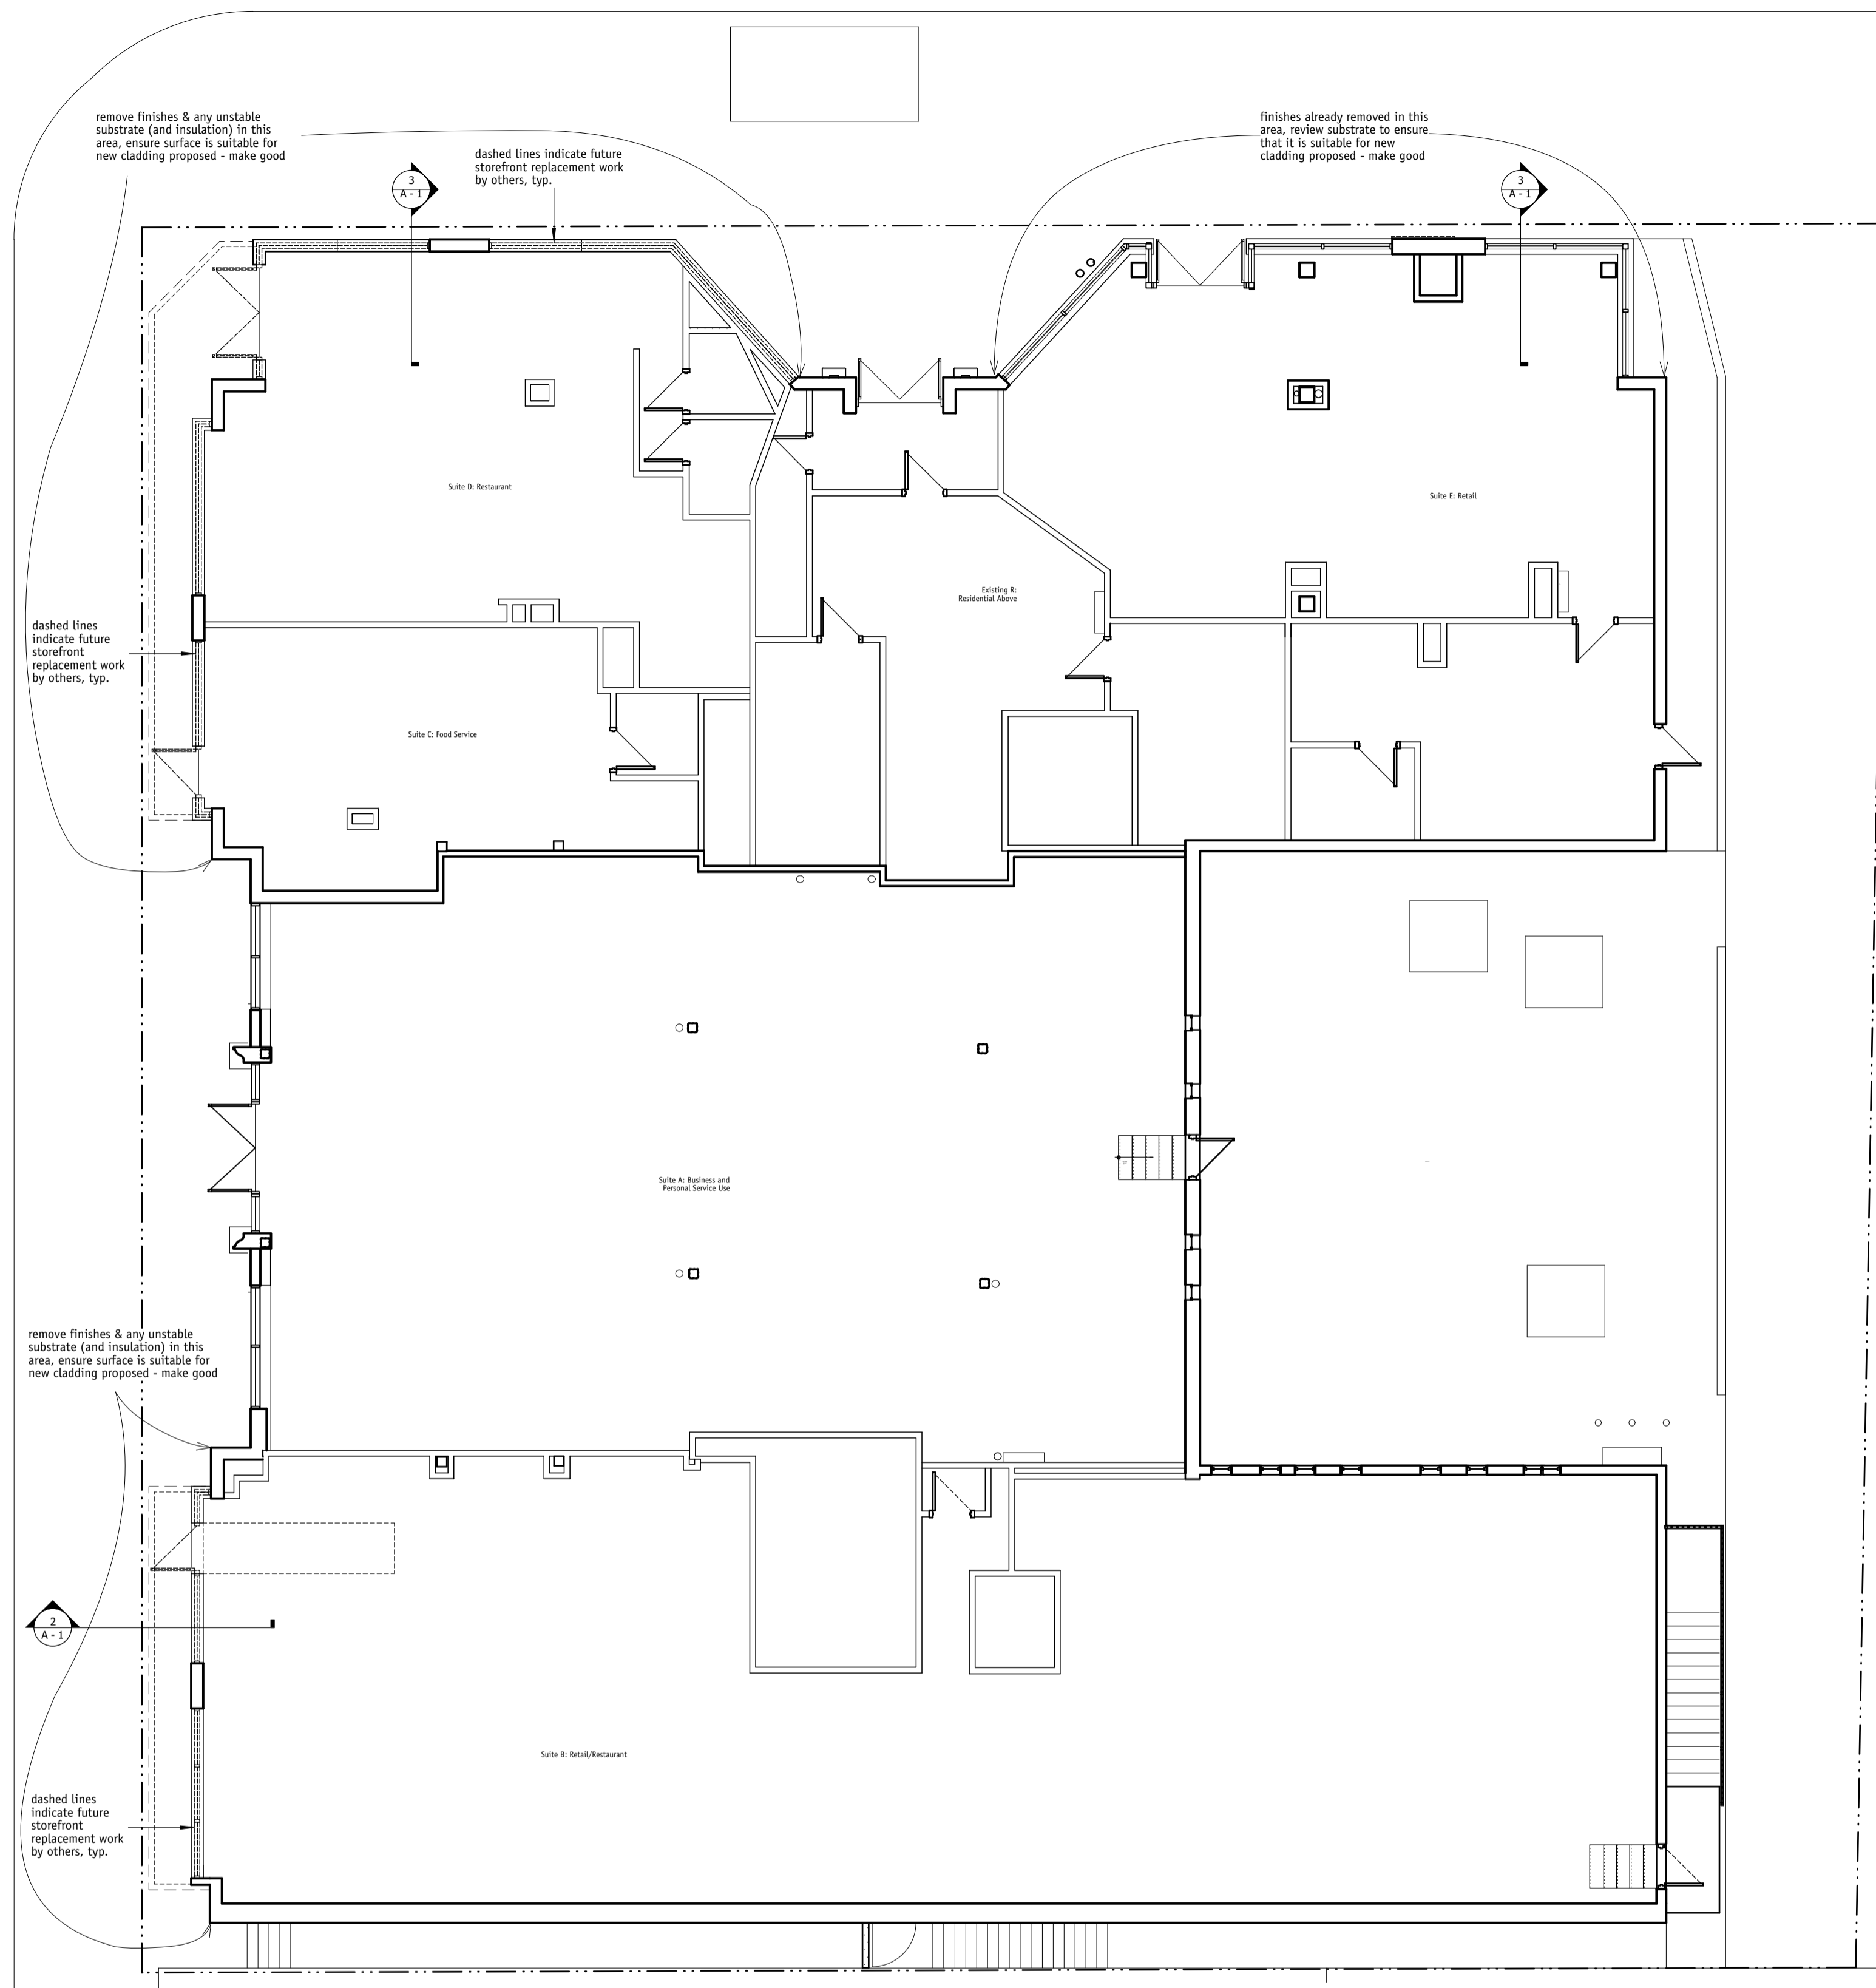 remove finishes & any unstable
substrate (and insulation) in this
area, ensure surface is suitable for
new cladding proposed - make good
dashed lines indicate future
storefront replacement work
by others, typ.
finishes already removed in this
area, review substrate to ensure
that it is suitable for new
cladding proposed - make good
3
A - 1
3
A - 1
Suite D: Restaurant
Suite E: Retail
Existing R:
Residential Above
dashed lines
indicate future
storefront
replacement work
by others, typ.
Suite C: Food Service
Suite A: Business and
Personal Service Use
remove finishes & any unstable
substrate (and insulation) in this
area, ensure surface is suitable for
new cladding proposed - make good
2
A - 1
Suite B: Retail/Restaurant
dashed lines
indicate future
storefront
replacement work
by others, typ.